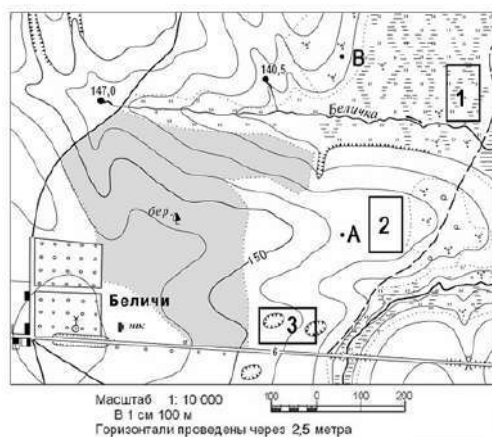 В
147,0
140,5
1
Беличка
бер.
А
2
150
Беличи
3
6
Масштаб 1: 10 000
В 1 см 100 м
100 0 100 200
Горизонтали проведены через 2,5 метра